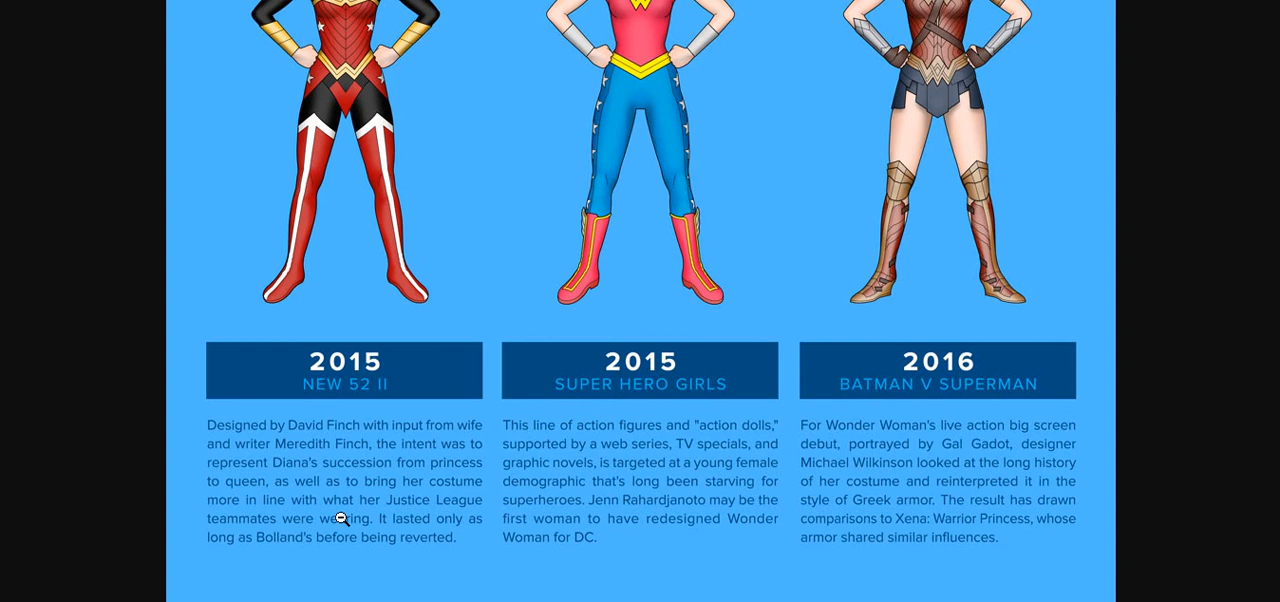 2015
NEW 52 II
Designed by David Finch with input from wife
and writer Meredith Finch, the intent was to
represent Diana's succession from princess
to queen, as well as to bring her costume
more in line with what her Justice League
teammates were wearing. It lasted only as
long as Bolland's before being reverted.
2015
SUPER HERO GIRLS
This line of action figures and "action dolls,"
supported by a web series, TV specials, and
graphic novels, is targeted at a young female
demographic that's long been starving for
superheroes. Jenn Rahardjanoto may be the
first woman to have redesigned Wonder
Woman for DC.
2016
BATMAN V SUPERMAN
For Wonder Woman's live action big screen
debut, portrayed by Gal Gadot, designer
Michael Wilkinson looked at the long history
of her costume and reinterpreted it in the
style of Greek armor. The result has drawn
comparisons to Xena: Warrior Princess, whose
armor shared similar influences.